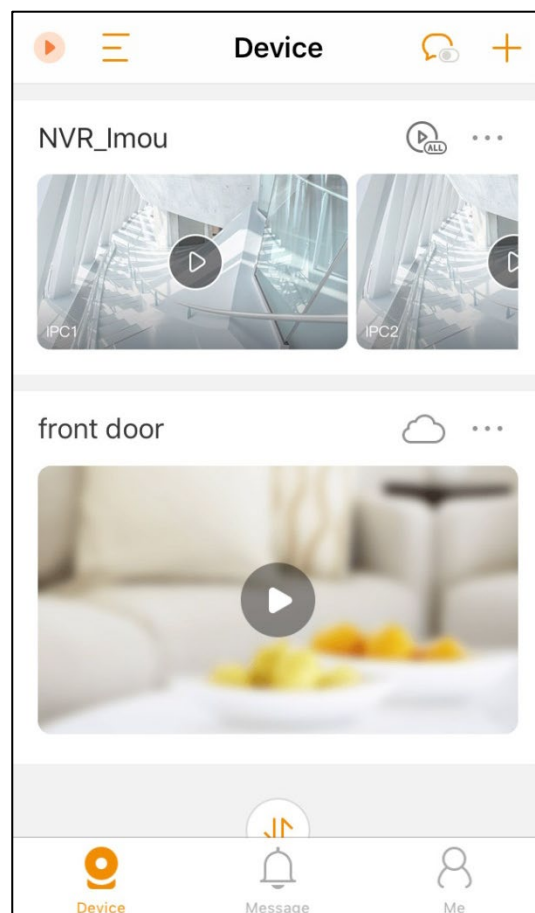 Device
NVR_Imou
ALL
IPC1
IPC2
front door
Device
Message
Me